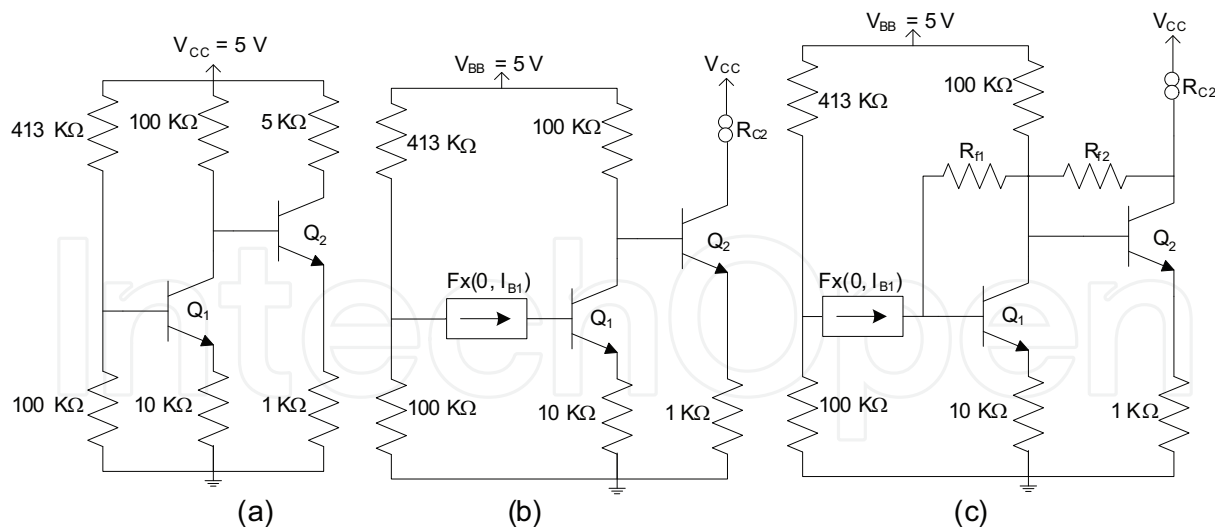 V_CC = 5 V
413 KΩ
100 KΩ
5 KΩ
Q_2
Q_1
100 KΩ
10 KΩ
1 KΩ
(a)
V_BB = 5 V
V_CC
413 KΩ
100 KΩ
R_C2
Q_2
Fx(0, I_B1)
Q_1
100 KΩ
10 KΩ
1 KΩ
(b)
V_BB = 5 V
V_CC
413 KΩ
100 KΩ
R_C2
R_f1
R_f2
Q_2
Fx(0, I_B1)
Q_1
100 KΩ
10 KΩ
1 KΩ
(c)
IntechOpen